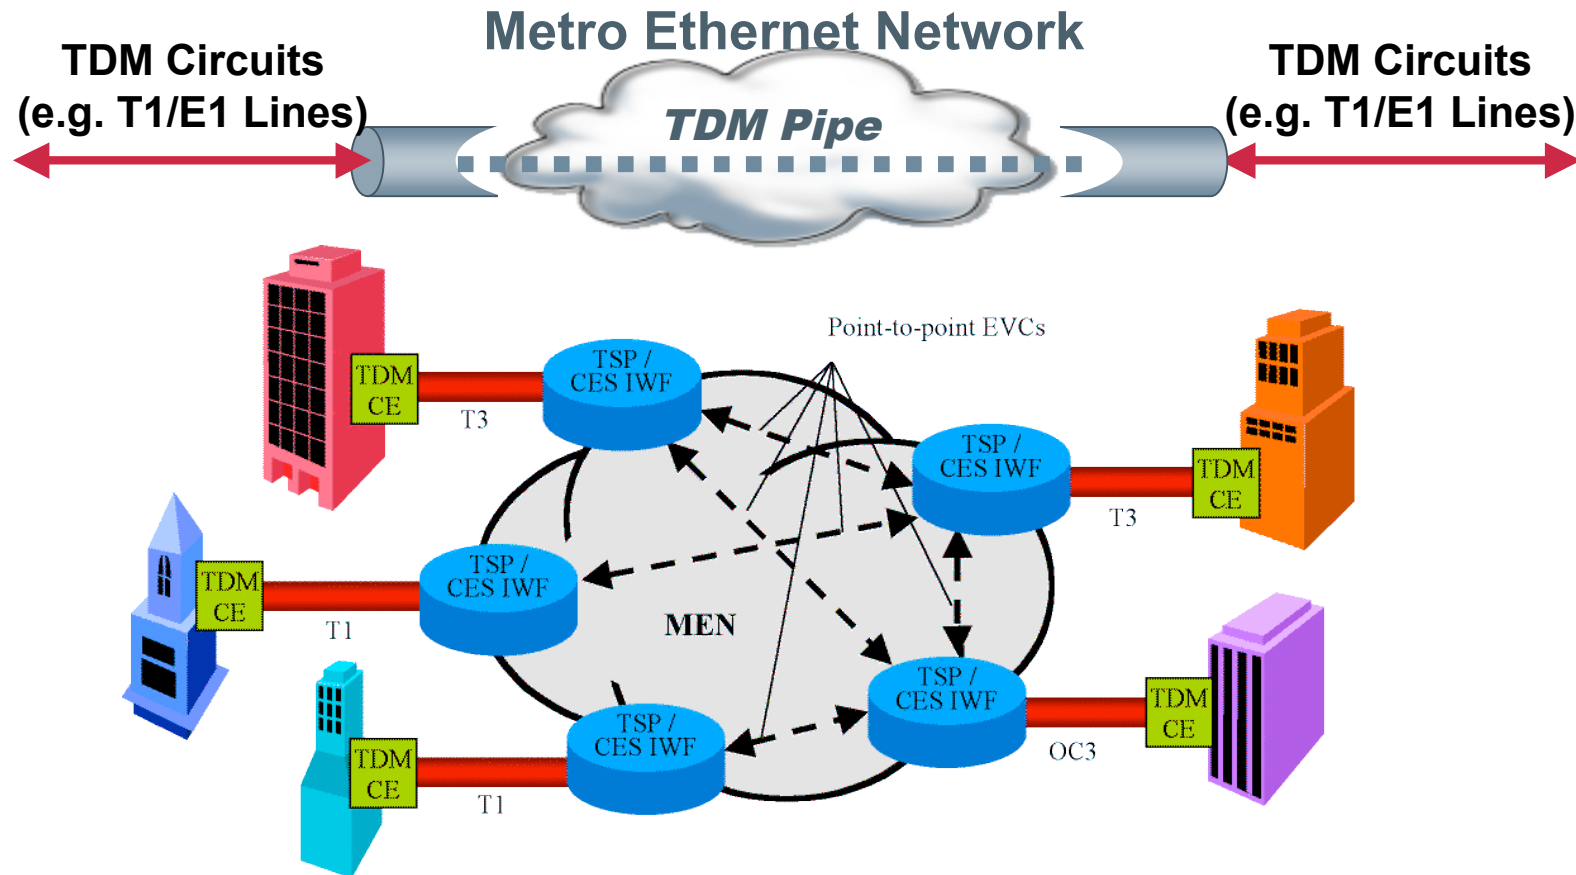 Metro Ethernet Network
TDM Circuits
(e.g. T1/E1 Lines)
TDM Pipe
TDM Circuits
(e.g. T1/E1 Lines)
Point-to-point EVCs
TDM
CE
T3
TSP /
CES IWF
TSP /
CES IWF
T3
TDM
CE
TDM
CE
T1
TSP /
CES IWF
MEN
TSP /
CES IWF
OC3
TDM
CE
TDM
CE
T1
TSP /
CES IWF